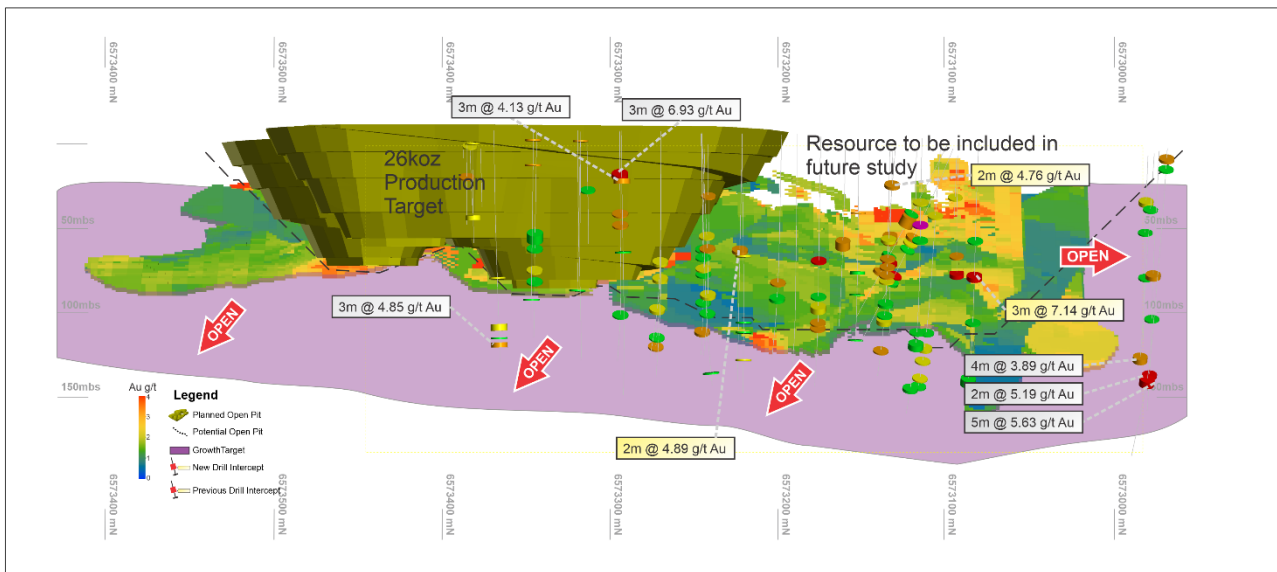 6573400 mN
6573500 mN
6573400 mN
6573300 mN
6573200 mN
6573100 mN
6573000 mN
3m @ 4.13 g/t Au
3m @ 6.93 g/t Au
26koz
Production
Target
Resource to be included in
future study
2m @ 4.76 g/t Au
50mbs
50mbs
OPEN
100mbs
100mbs
OPEN
3m @ 4.85 g/t Au
OPEN
OPEN
3m @ 7.14 g/t Au
4m @ 3.89 g/t Au
2m @ 5.19 g/t Au
5m @ 5.63 g/t Au
150mbs
2m @ 4.89 g/t Au
Au g/t
4
3
2
1
0
Legend
Planned Open Pit
Potential Open Pit
GrowthTarget
New Drill Intercept
Previous Drill Intercept
6573400 mN
6573500 mN
6573400 mN
6573300 mN
6573200 mN
6573100 mN
6573000 mN